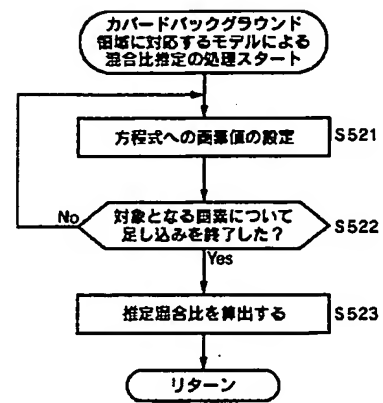 カバードバックグラウンド
領域に対応するモデルによる
混合比推定の処理スタート
方程式への画素値の設定
S521
対象となる画素について
足し込みを終了した?
S522
No
Yes
推定混合比を算出する
S523
リターン